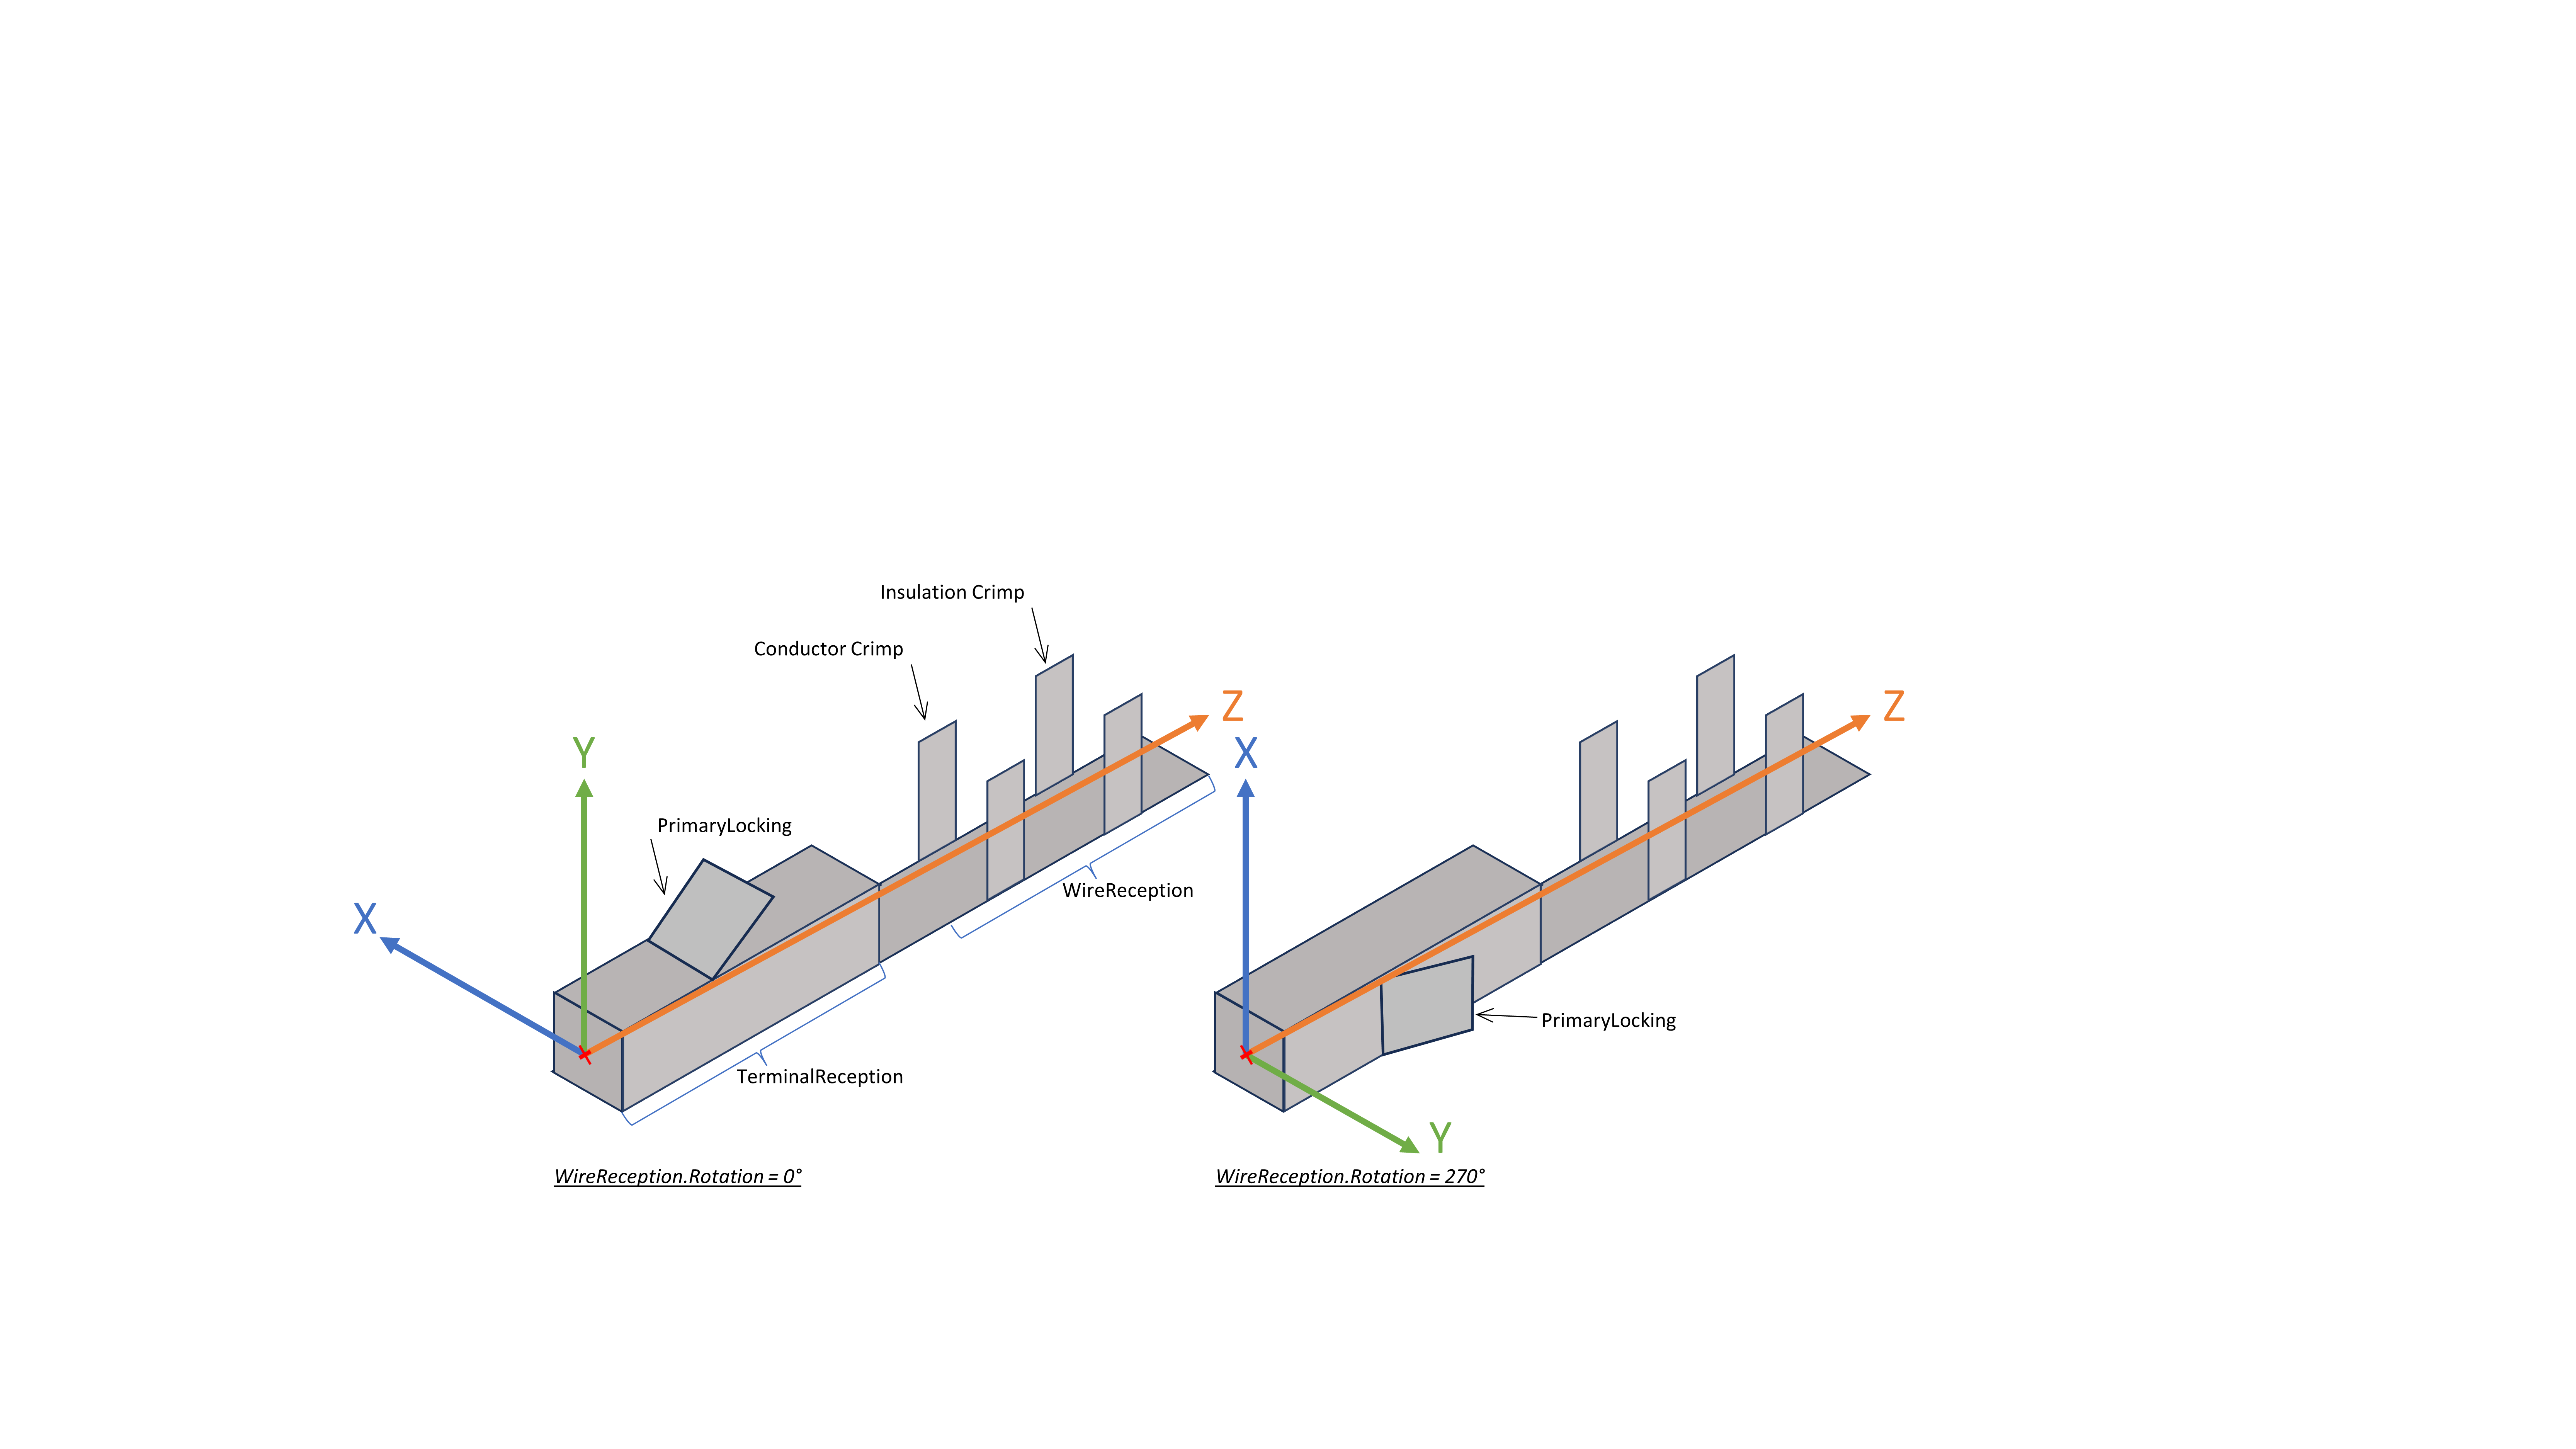 Insulation Crimp
Conductor Crimp
Z
Z
Y
X
PrimaryLocking
WireReception
X
PrimaryLocking
TerminalReception
Y
WireReception.Rotation = 0°
WireReception.Rotation = 270°